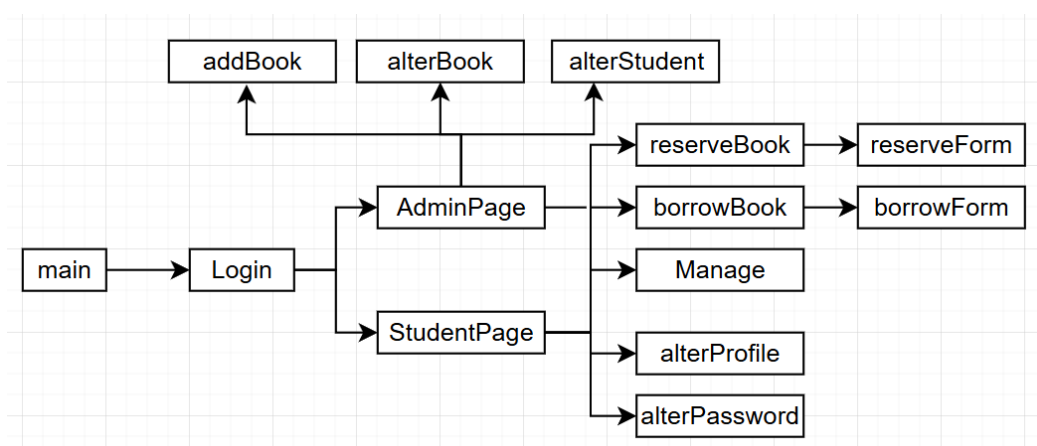 addBook
alterBook
alterStudent
reserveBook
reserveForm
AdminPage
borrowBook
borrowForm
main
Login
Manage
StudentPage
alterProfile
alterPassword